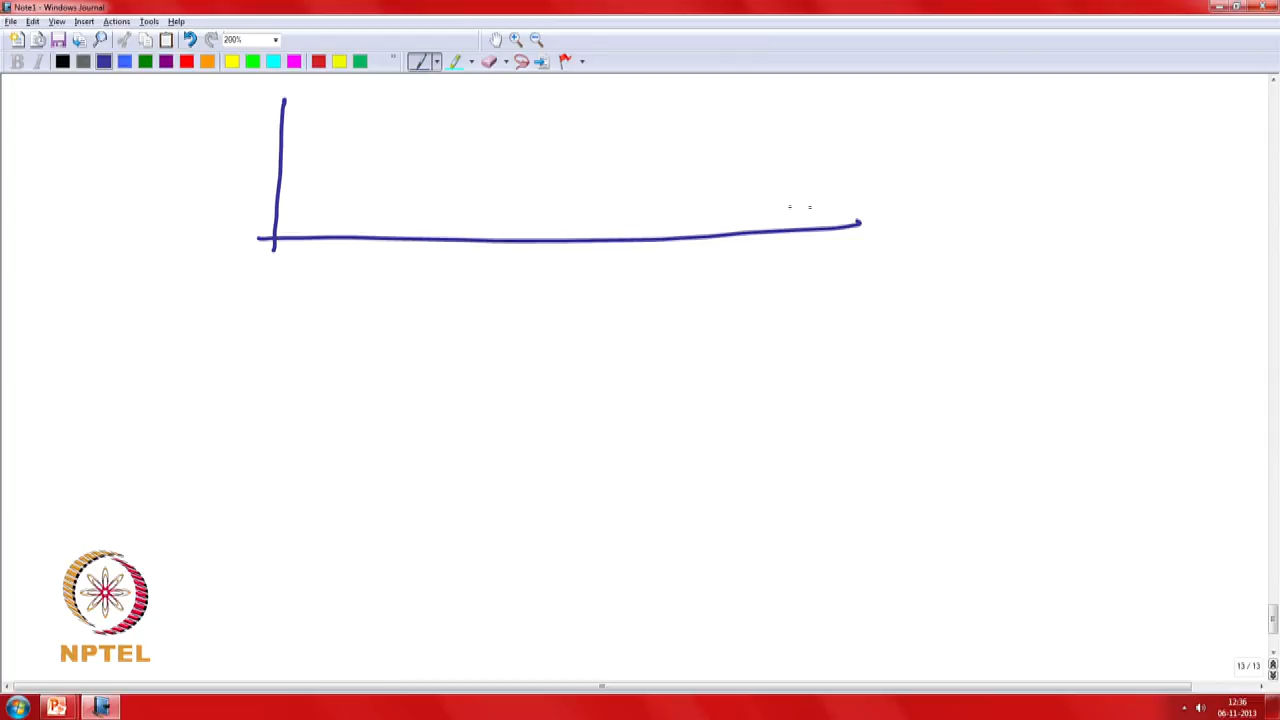 Note1 - Windows Journal
File Edit View Insert Actions Tools Help
200%
B I
NPTEL
13 / 13
12:36
06-11-2013